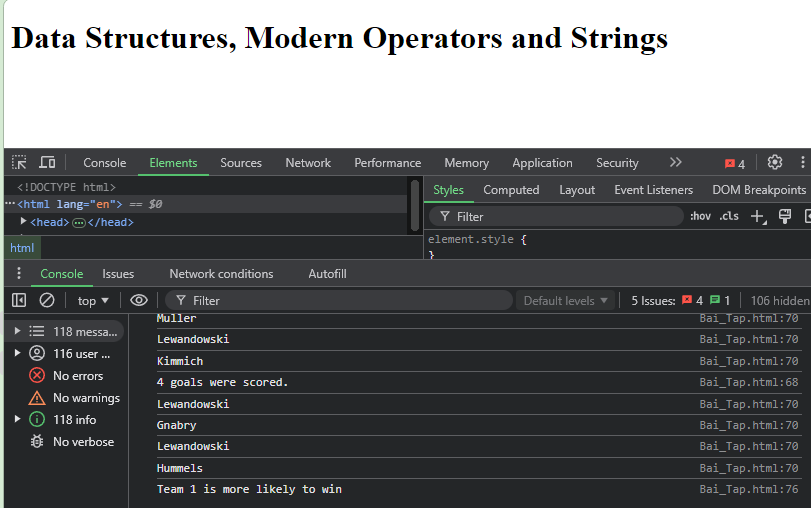 Data Structures, Modern Operators and Strings
Console Elements Sources Network Performance Memory Application Security >> 4
<!DOCTYPE html>
<html lang="en"> == $0
<head> </head>
html
Styles Computed Layout Event Listeners DOM Breakpoints
Filter :hov .cls
element.style {
}
Console Issues Network conditions Autofill
top ▼ Filter Default levels ▼ 5 Issues: 4 1 106 hidden
118 messa...
116 user ...
No errors
No warnings
118 info
No verbose
Muller Bai_Tap.html:70
Lewandowski Bai_Tap.html:70
Kimmich Bai_Tap.html:70
4 goals were scored. Bai_Tap.html:68
Lewandowski Bai_Tap.html:70
Gnabry Bai_Tap.html:70
Lewandowski Bai_Tap.html:70
Hummels Bai_Tap.html:70
Team 1 is more likely to win Bai_Tap.html:76